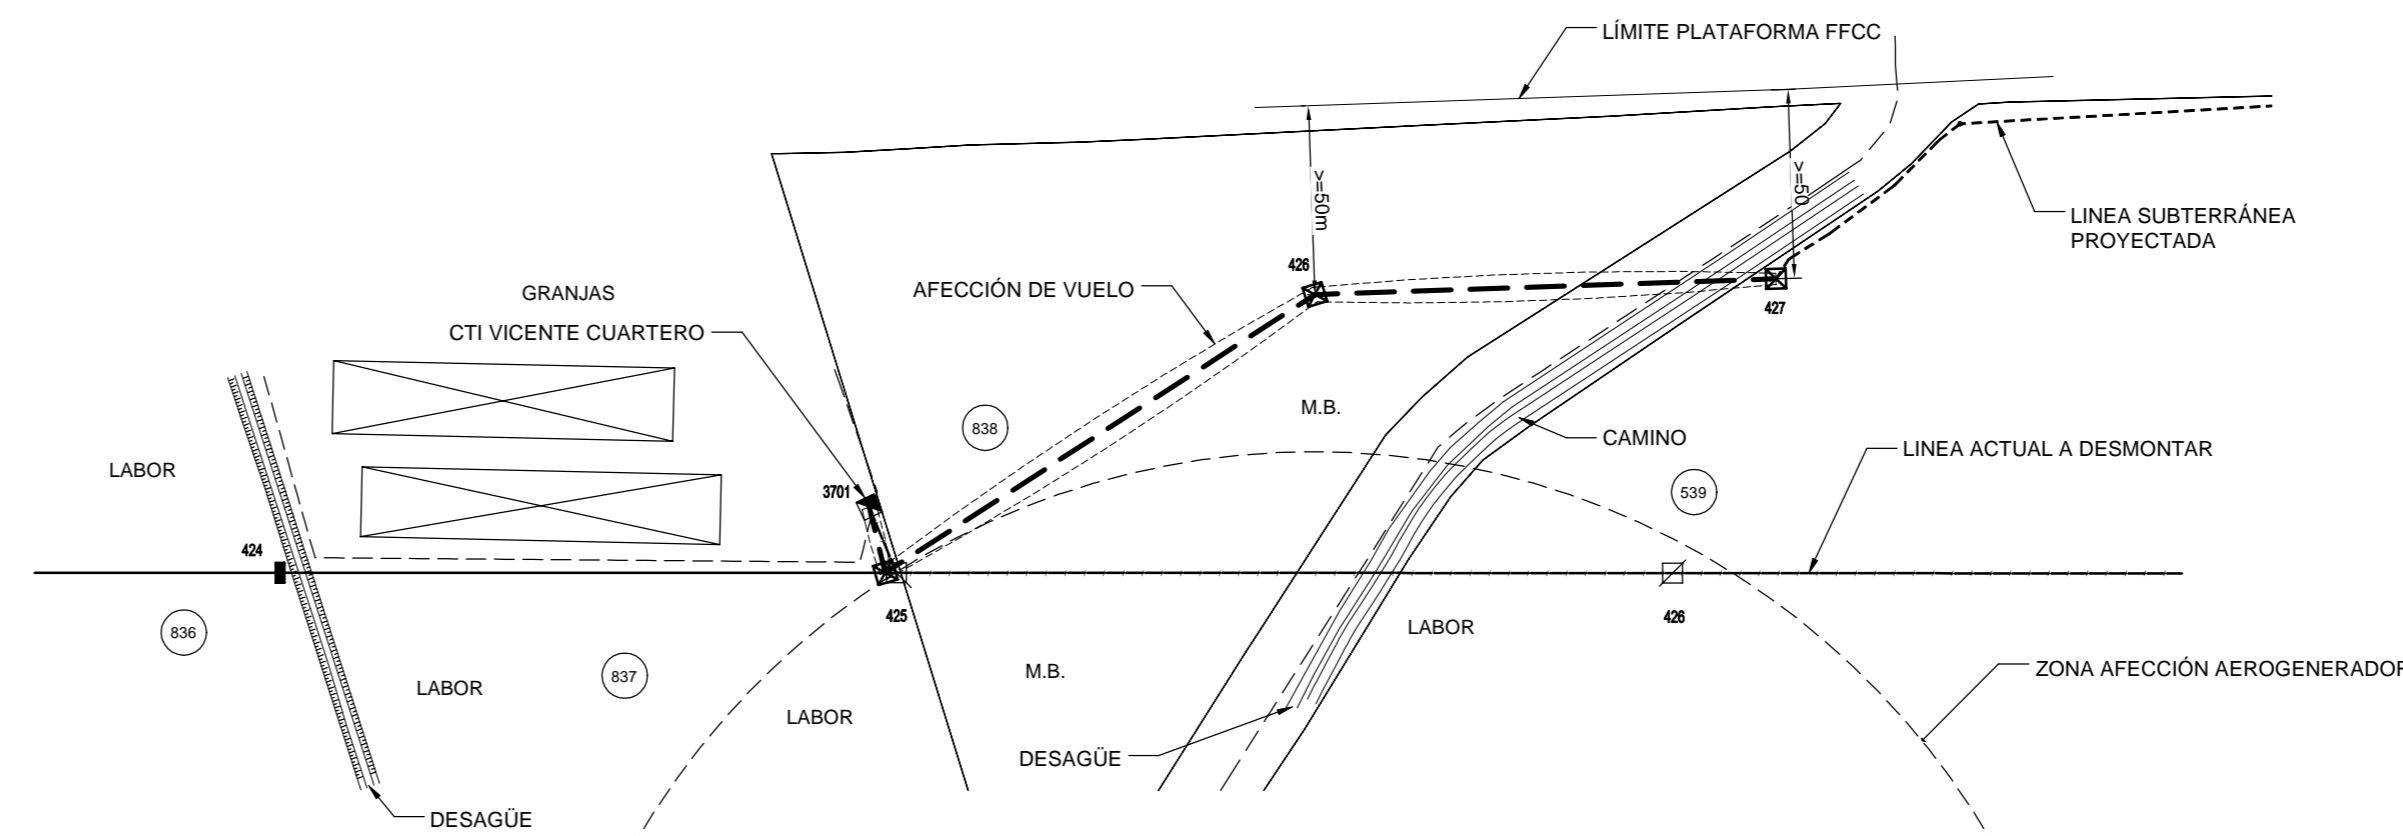 LÍMITE PLATAFORMA FFCC
>=50m
>=50
LINEA SUBTERRÁNEA
PROYECTADA
426
AFECCIÓN DE VUELO
427
GRANJAS
CTI VICENTE CUARTERO
M.B.
838
CAMINO
LINEA ACTUAL A DESMONTAR
LABOR
3701
539
424
425
426
836
LABOR
837
LABOR
LABOR
M.B.
ZONA AFECCIÓN AEROGENERADOR
DESAGÜE
DESAGÜE